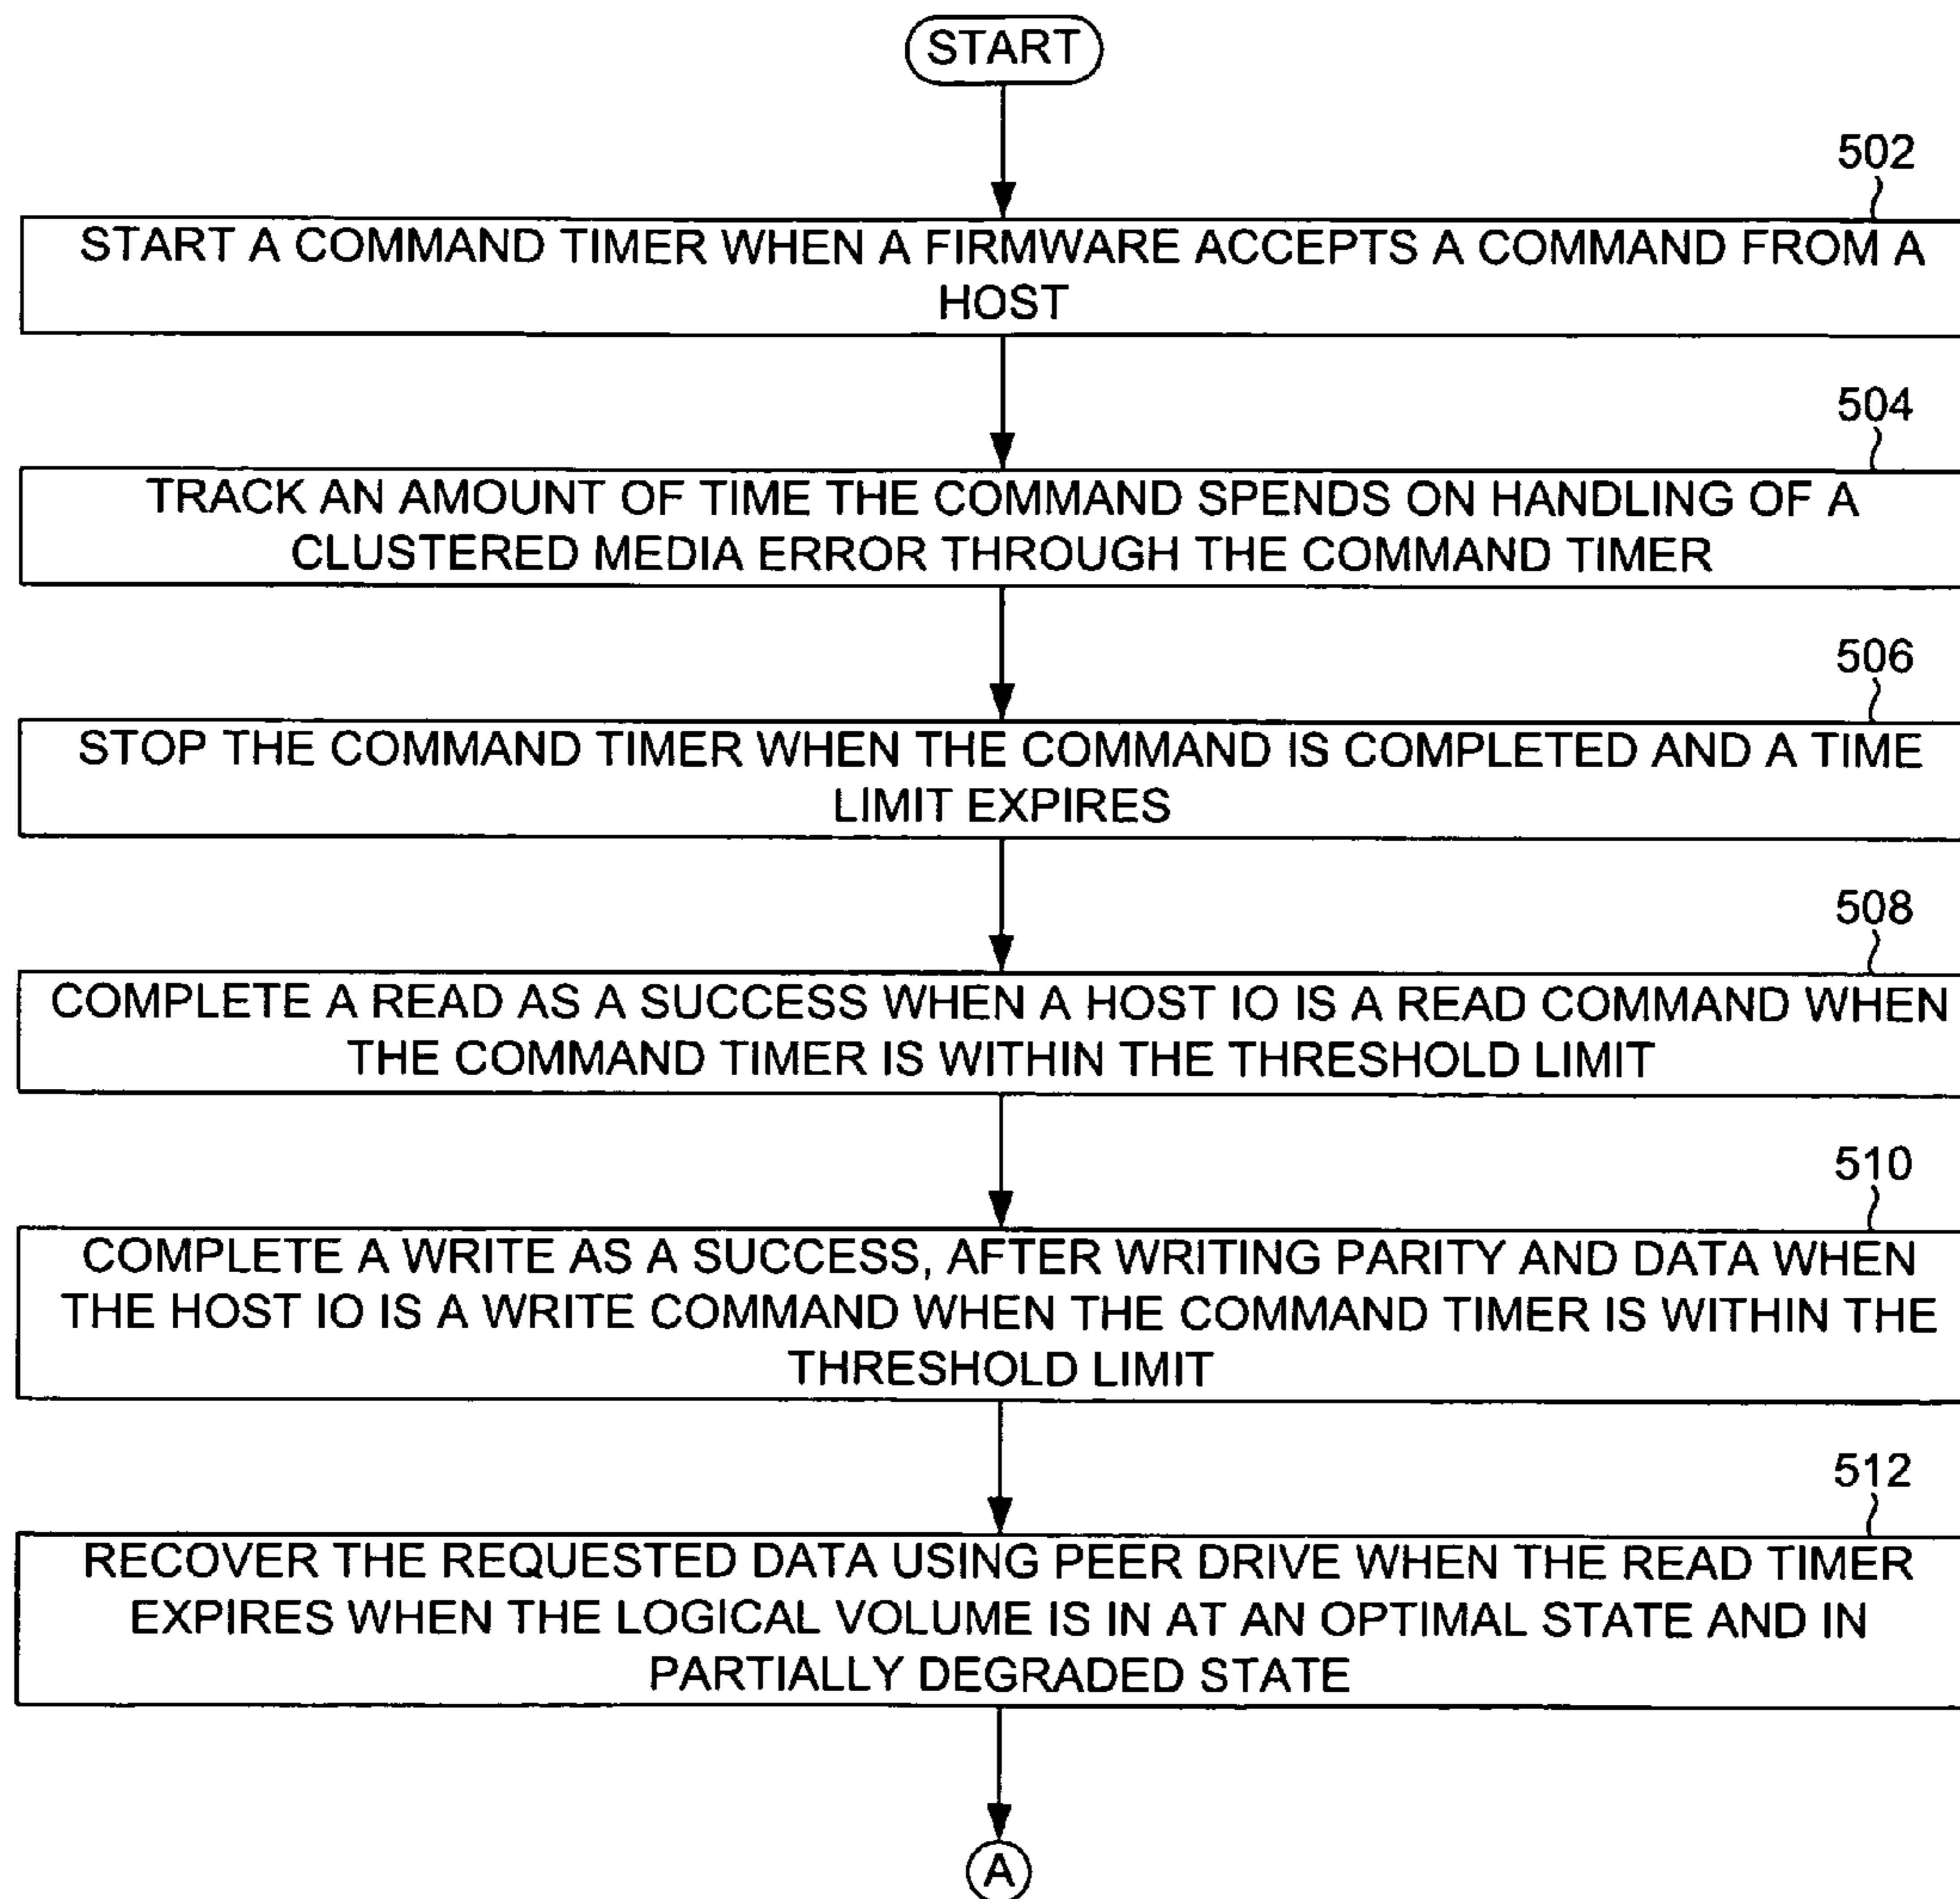 START
502
START A COMMAND TIMER WHEN A FIRMWARE ACCEPTS A COMMAND FROM A
HOST
504
TRACK AN AMOUNT OF TIME THE COMMAND SPENDS ON HANDLING OF A
CLUSTERED MEDIA ERROR THROUGH THE COMMAND TIMER
506
STOP THE COMMAND TIMER WHEN THE COMMAND IS COMPLETED AND A TIME
LIMIT EXPIRES
508
COMPLETE A READ AS A SUCCESS WHEN A HOST IO IS A READ COMMAND WHEN
THE COMMAND TIMER IS WITHIN THE THRESHOLD LIMIT
510
COMPLETE A WRITE AS A SUCCESS, AFTER WRITING PARITY AND DATA WHEN
THE HOST IO IS A WRITE COMMAND WHEN THE COMMAND TIMER IS WITHIN THE
THRESHOLD LIMIT
512
RECOVER THE REQUESTED DATA USING PEER DRIVE WHEN THE READ TIMER
EXPIRES WHEN THE LOGICAL VOLUME IS IN AT AN OPTIMAL STATE AND IN
PARTIALLY DEGRADED STATE
A